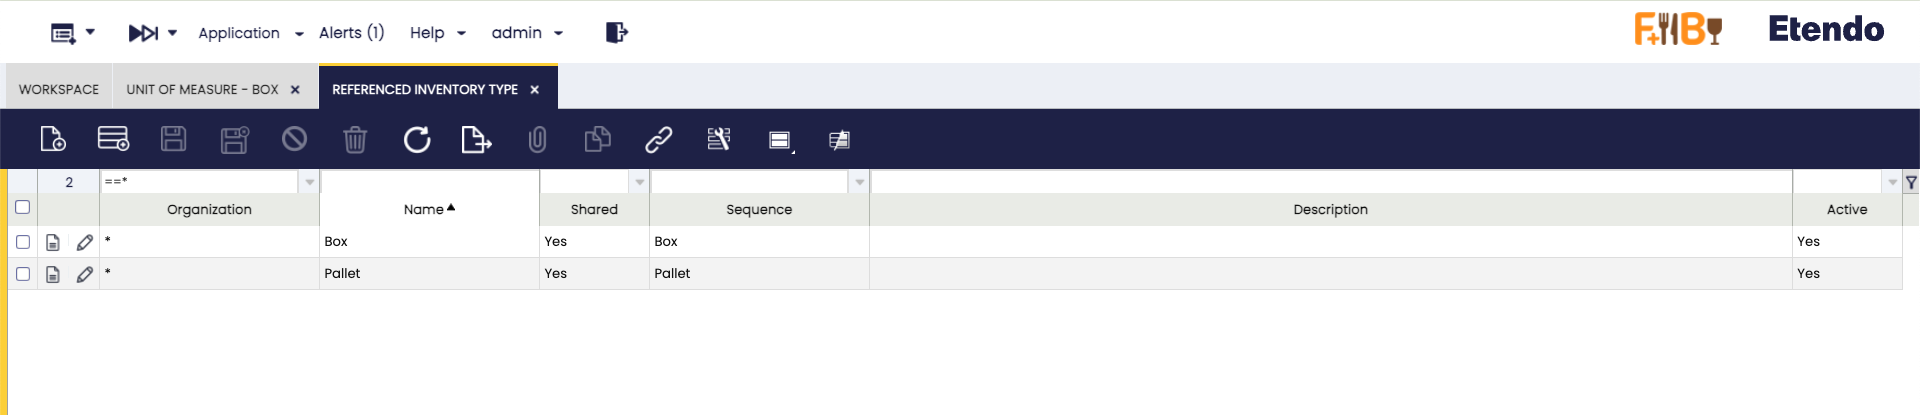 Application Alerts (1) Help admin F+B Etendo
WORKSPACE UNIT OF MEASURE - BOX × REFERENCED INVENTORY TYPE ×
2 ==*
Organization Name Shared Sequence Description Active
* Box Yes Box Yes
* Pallet Yes Pallet Yes